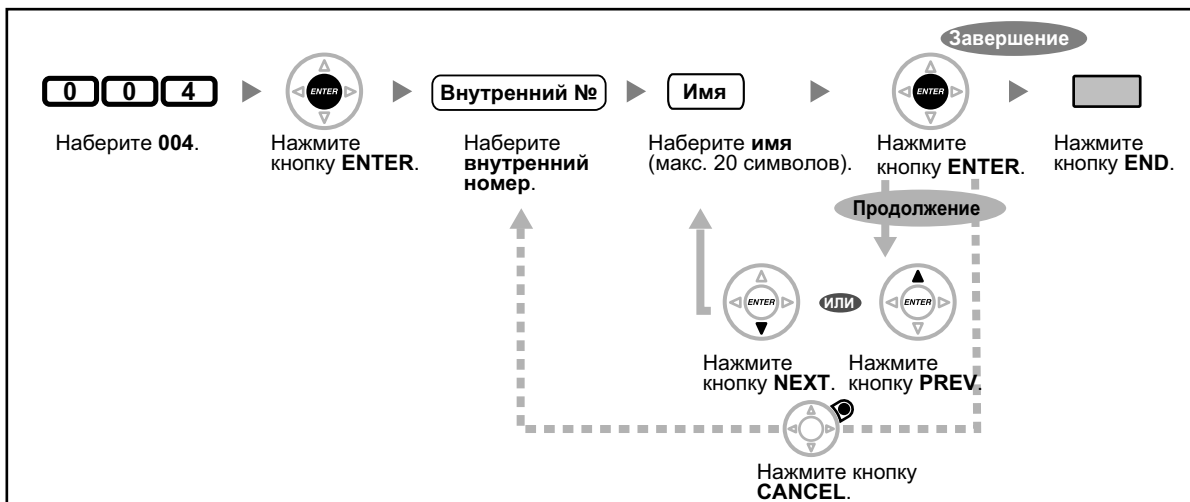 Завершение
0 0 4
ENTER
Внутренний №
Имя
ENTER
Наберите 004.
Нажмите
кнопку ENTER.
Наберите
внутренний
номер.
Наберите имя
(макс. 20 символов).
Нажмите
кнопку ENTER.
Нажмите
кнопку END.
Продолжение
ENTER
ИЛИ
ENTER
Нажмите
кнопку NEXT.
Нажмите
кнопку PREV.
Нажмите кнопку
CANCEL.